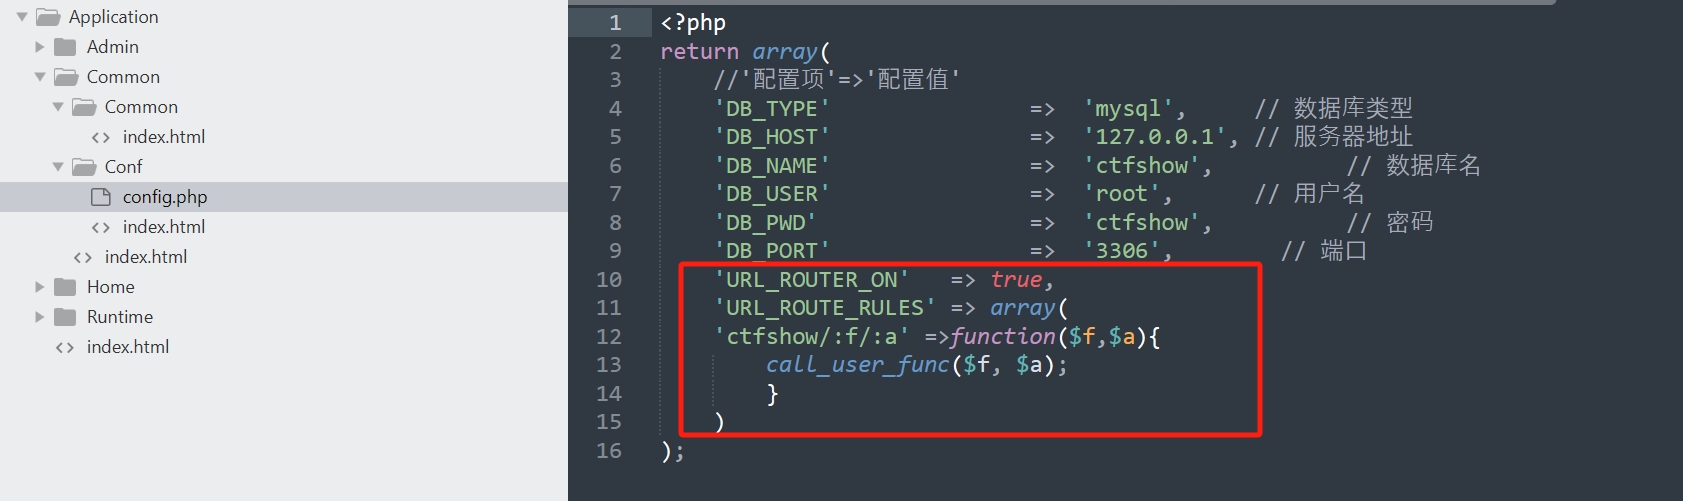 Application
Admin
Common
Common
index.html
Conf
config.php
index.html
index.html
Home
Runtime
index.html
1 <?php
2 return array(
3 //'配置项'=>'配置值'
4 'DB_TYPE' => 'mysql', // 数据库类型
5 'DB_HOST' => '127.0.0.1', // 服务器地址
6 'DB_NAME' => 'ctfshow', // 数据库名
7 'DB_USER' => 'root', // 用户名
8 'DB_PWD' => 'ctfshow', // 密码
9 'DB_PORT' => '3306', // 端口
10 'URL_ROUTER_ON' => true,
11 'URL_ROUTE_RULES' => array(
12 'ctfshow/:f/:a' =>function($f,$a){
13 call_user_func($f, $a);
14 }
15 )
16 );